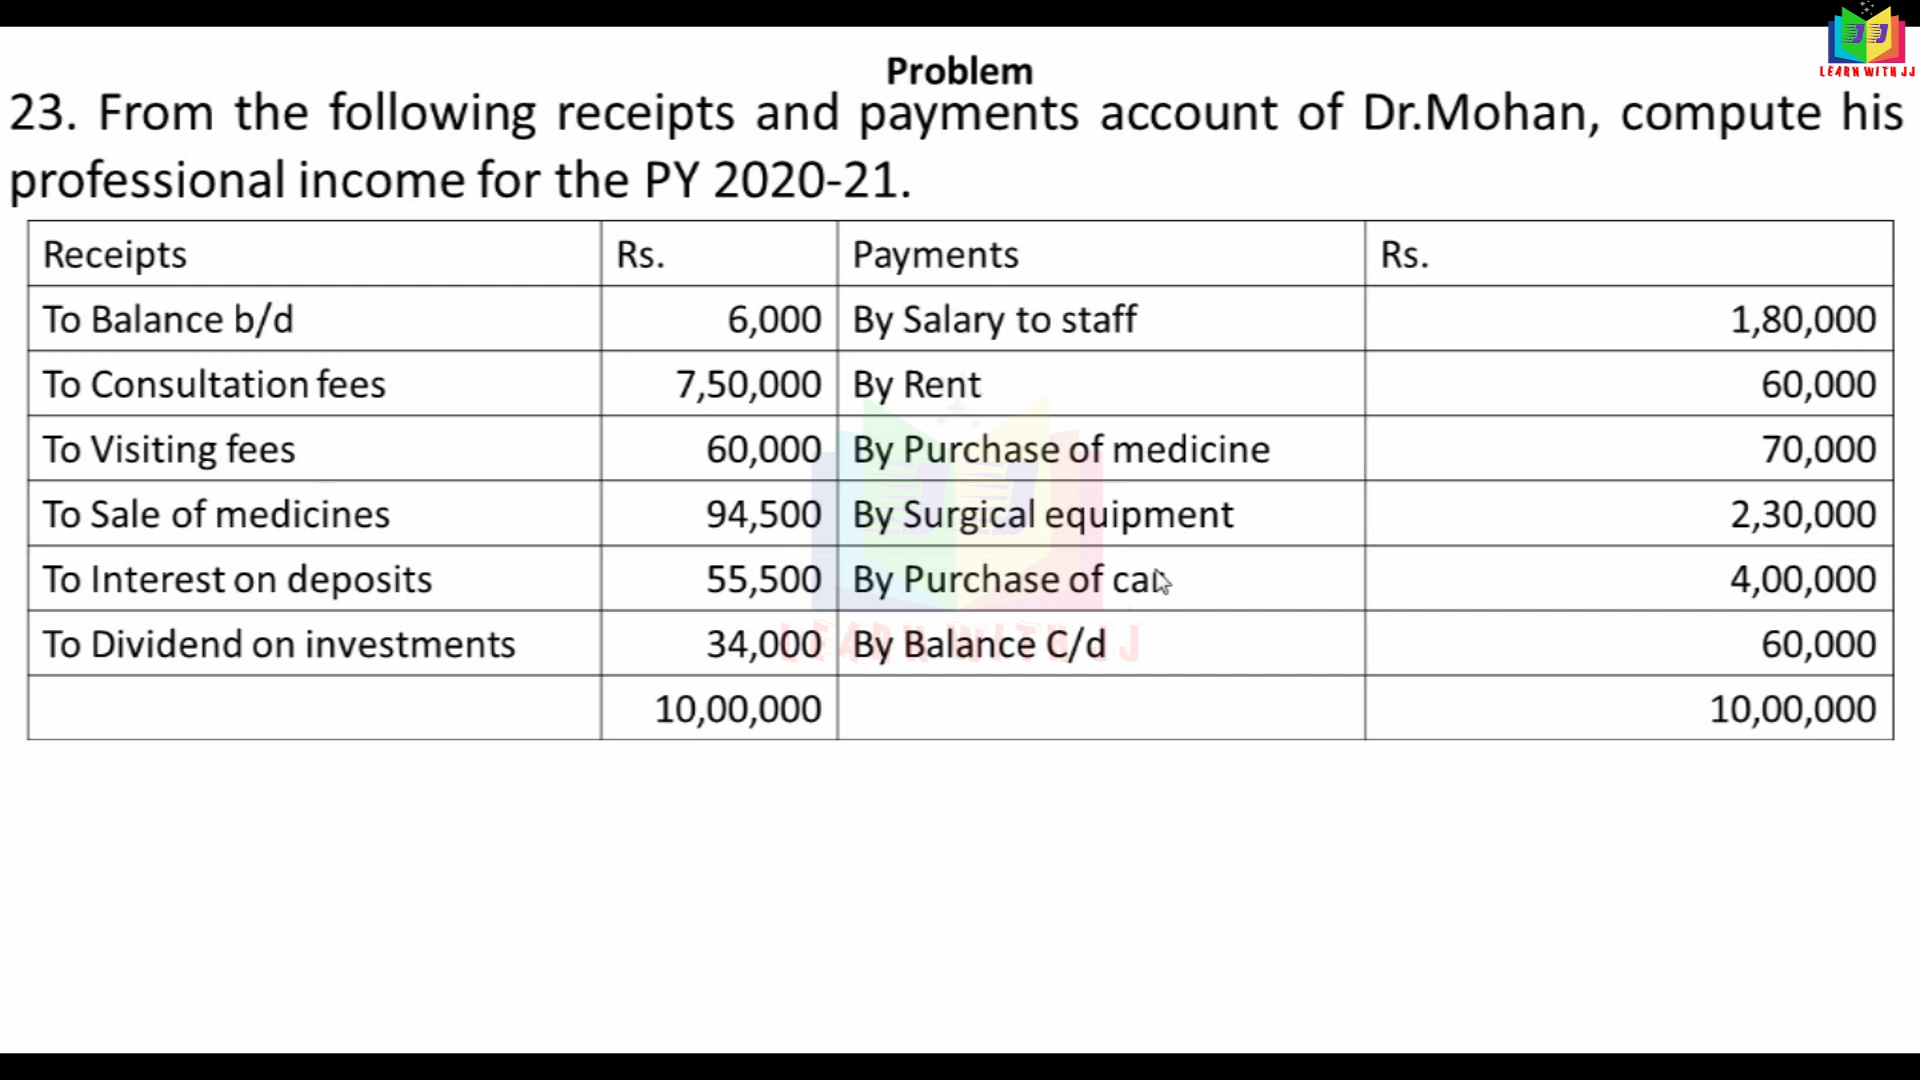 LEARN WITH JJ
Problem
23. From the following receipts and payments account of Dr.Mohan, compute his
professional income for the PY 2020-21.
Receipts Rs. Payments Rs.
To Balance b/d 6,000 By Salary to staff 1,80,000
To Consultation fees 7,50,000 By Rent 60,000
To Visiting fees 60,000 By Purchase of medicine 70,000
To Sale of medicines 94,500 By Surgical equipment 2,30,000
To Interest on deposits 55,500 By Purchase of car 4,00,000
To Dividend on investments 34,000 By Balance C/d 60,000
10,00,000 10,00,000
LEARN WITH JJ